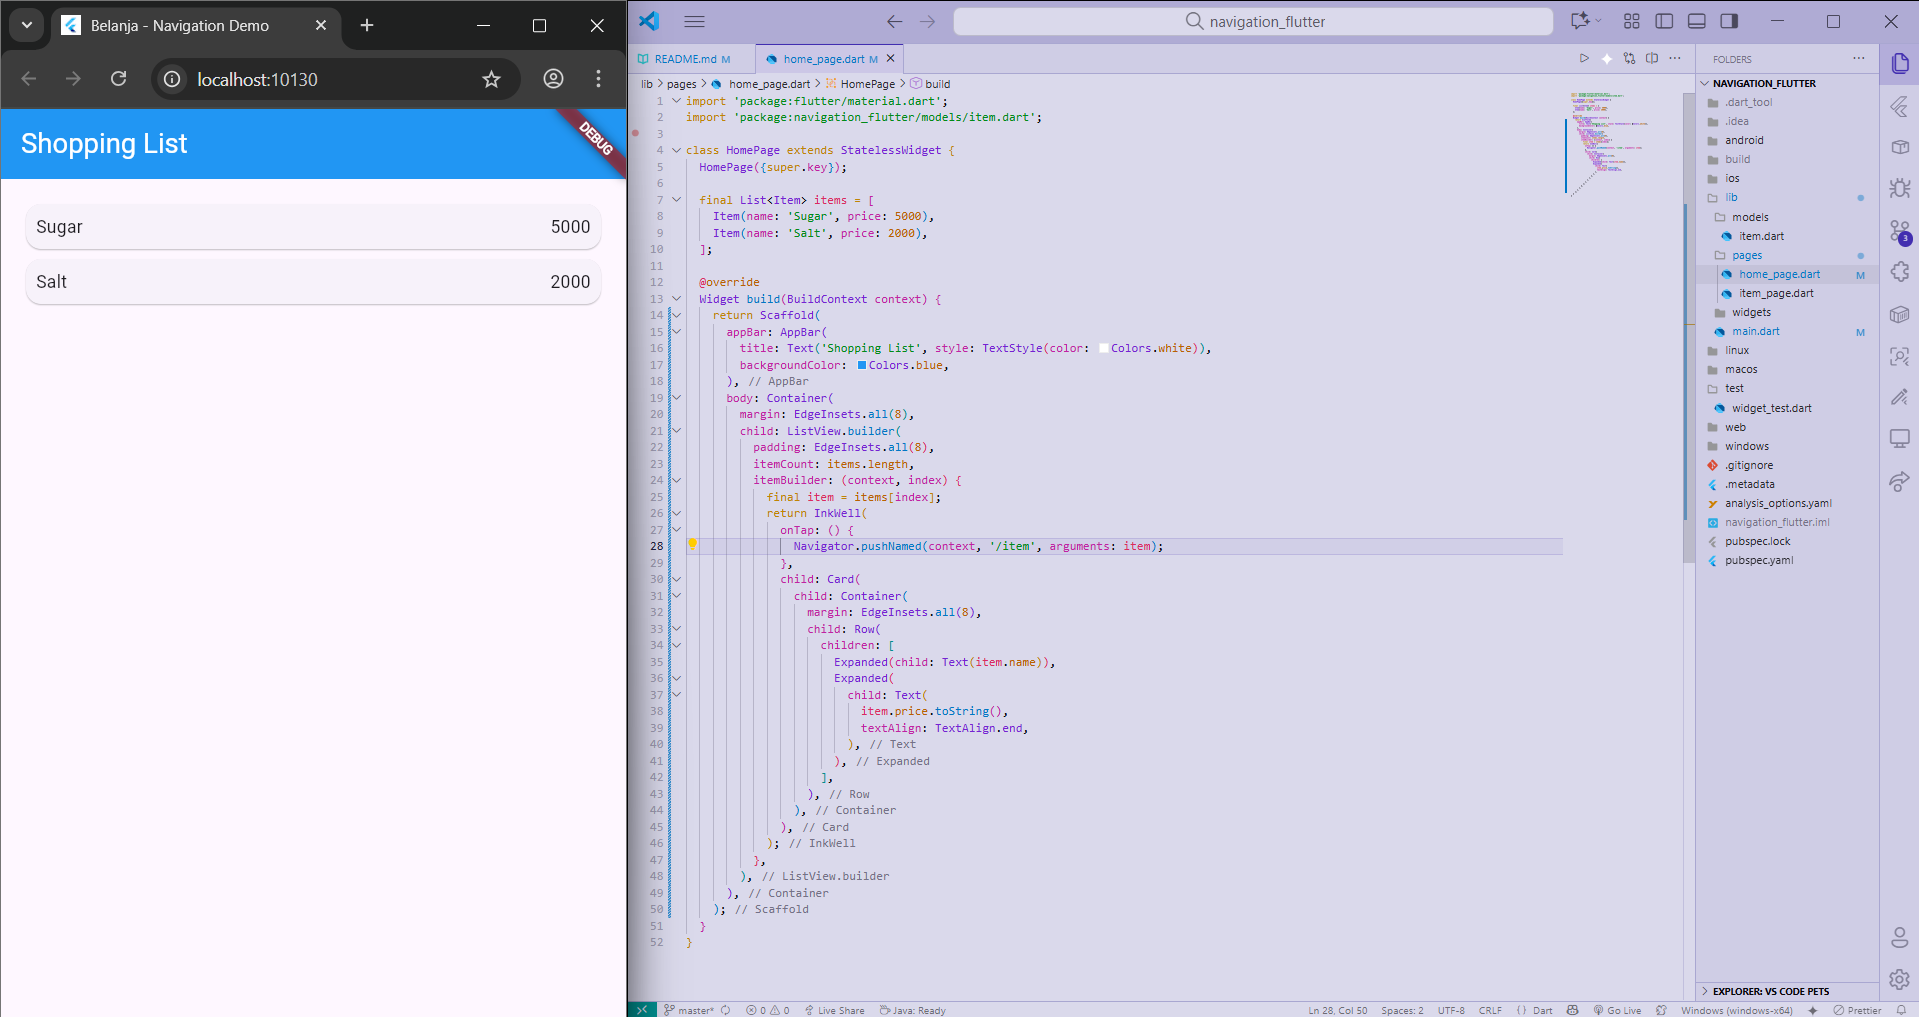 Belanja - Navigation Demo
localhost:10130
Shopping List
DEBUG
Sugar 5000
Salt 2000
navigation_flutter
README.md M
home_page.dart M
lib > pages > home_page.dart > HomePage > build
1 import 'package:flutter/material.dart';
2 import 'package:navigation_flutter/models/item.dart';
3
4 class HomePage extends StatelessWidget {
5 HomePage({super.key});
6
7 final List<Item> items = [
8 Item(name: 'Sugar', price: 5000),
9 Item(name: 'Salt', price: 2000),
10 ];
11
12 @override
13 Widget build(BuildContext context) {
14 return Scaffold(
15 appBar: AppBar(
16 title: Text('Shopping List', style: TextStyle(color: Colors.white)),
17 backgroundColor: Colors.blue,
18 ), // AppBar
19 body: Container(
20 margin: EdgeInsets.all(8),
21 child: ListView.builder(
22 padding: EdgeInsets.all(8),
23 itemCount: items.length,
24 itemBuilder: (context, index) {
25 final item = items[index];
26 return InkWell(
27 onTap: () {
28 Navigator.pushNamed(context, '/item', arguments: item);
29 },
30 child: Card(
31 child: Container(
32 margin: EdgeInsets.all(8),
33 child: Row(
34 children: [
35 Expanded(child: Text(item.name)),
36 Expanded(
37 child: Text(
38 item.price.toString(),
39 textAlign: TextAlign.end,
40 ), // Text
41 ), // Expanded
42 ],
43 ), // Row
44 ), // Container
45 ), // Card
46 ); // InkWell
47 },
48 ), // ListView.builder
49 ), // Container
50 ); // Scaffold
51 }
52 }
FOLDERS
NAVIGATION_FLUTTER
.dart_tool
.idea
android
build
ios
lib
models
item.dart
pages
home_page.dart M
item_page.dart
widgets
main.dart M
linux
macos
test
widget_test.dart
web
windows
.gitignore
.metadata
analysis_options.yaml
navigation_flutter.iml
pubspec.lock
pubspec.yaml
EXPLORER: VS CODE PETS
3
master* 0 0 Live Share Java: Ready Ln 28, Col 50 Spaces: 2 UTF-8 CRLF { } Dart Go Live Windows (windows-x64) Prettier